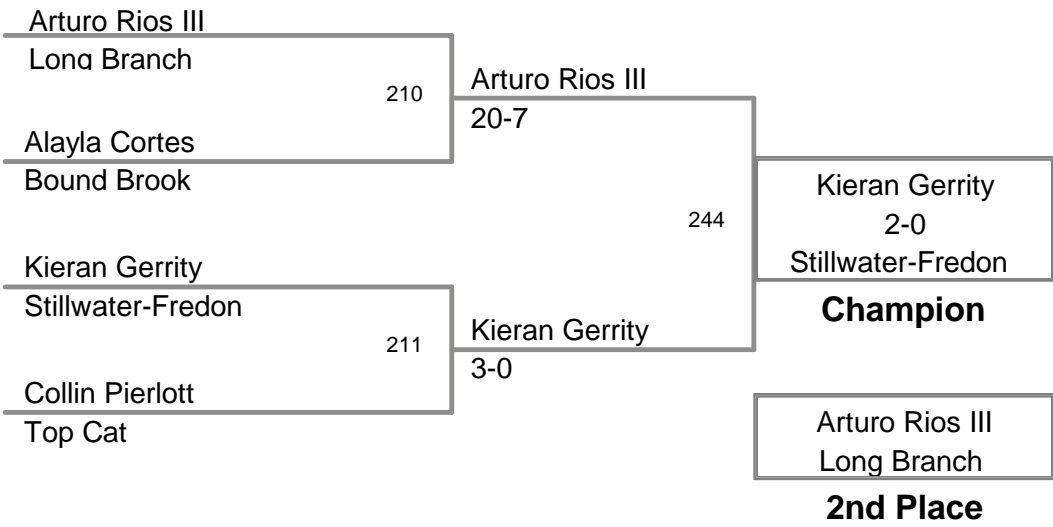 Arturo Rios III
Long Branch
210
Arturo Rios III
20-7
Alayla Cortes
Bound Brook
244
Kieran Gerrity
2-0
Stillwater-Fredon
Champion
Kieran Gerrity
Stillwater-Fredon
211
Kieran Gerrity
3-0
Collin Pierlott
Top Cat
Arturo Rios III
Long Branch
2nd Place